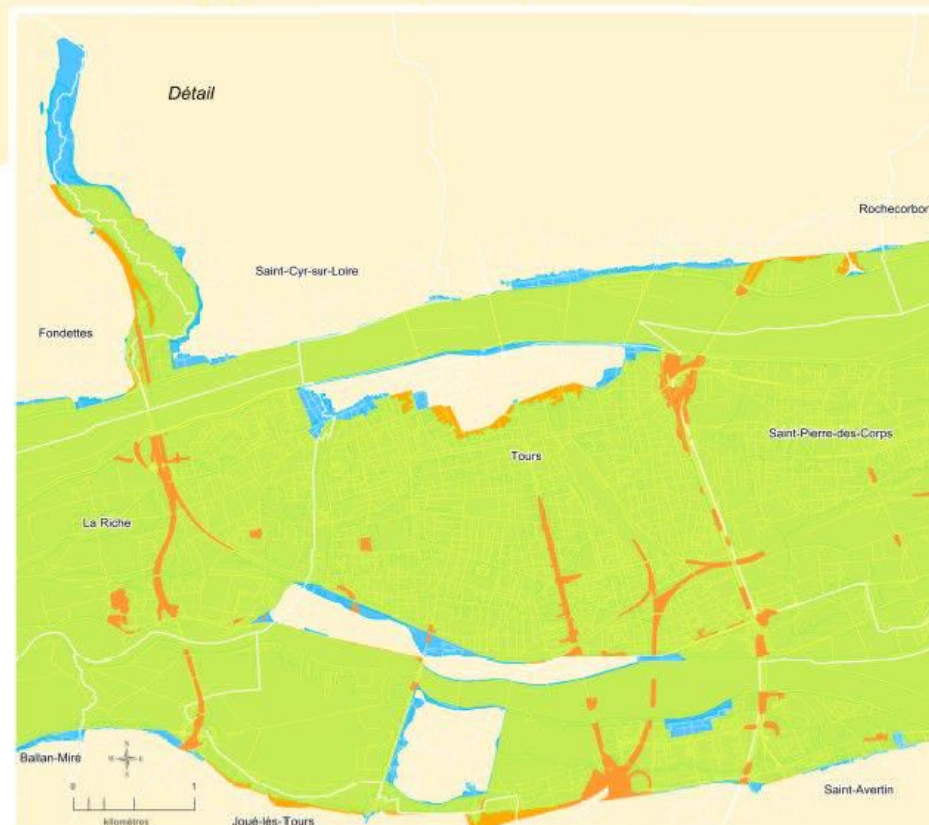 Détail
Rochecorbon
Saint-Cyr-sur-Loire
Fondettes
Saint-Pierre-des-Corps
Tours
La Riche
Ballan-Miré
N
W E
S
0 1
kilomètres
Saint-Avertin
Joué-lès-Tours